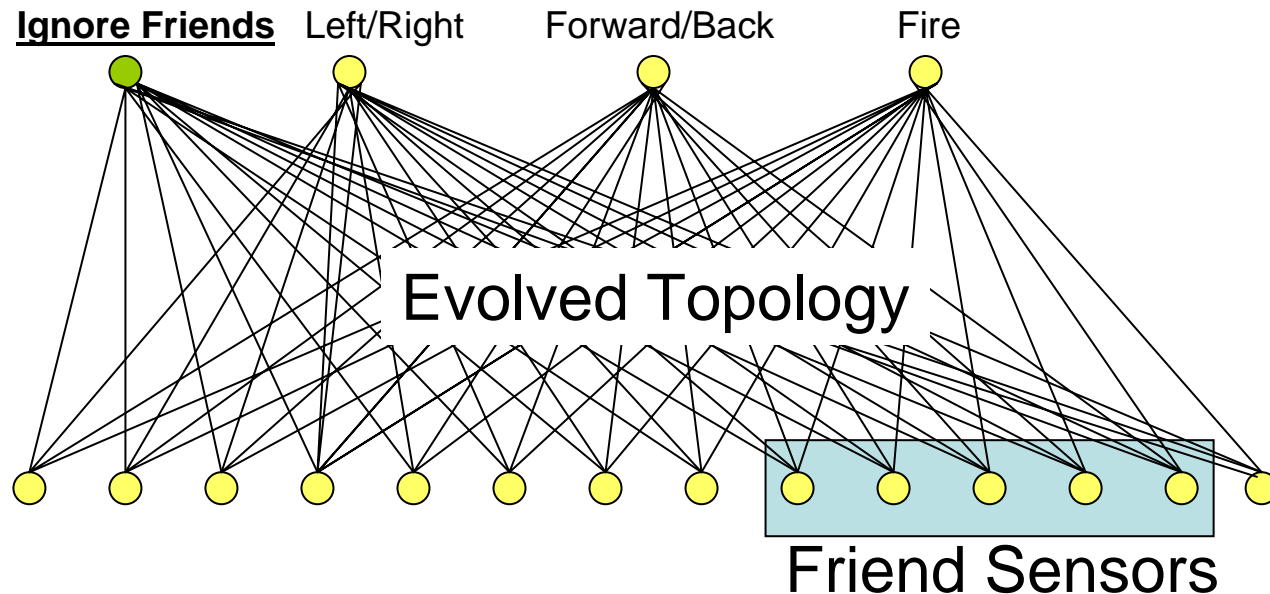 Ignore Friends Left/Right Forward/Back Fire
Evolved Topology
Friend Sensors